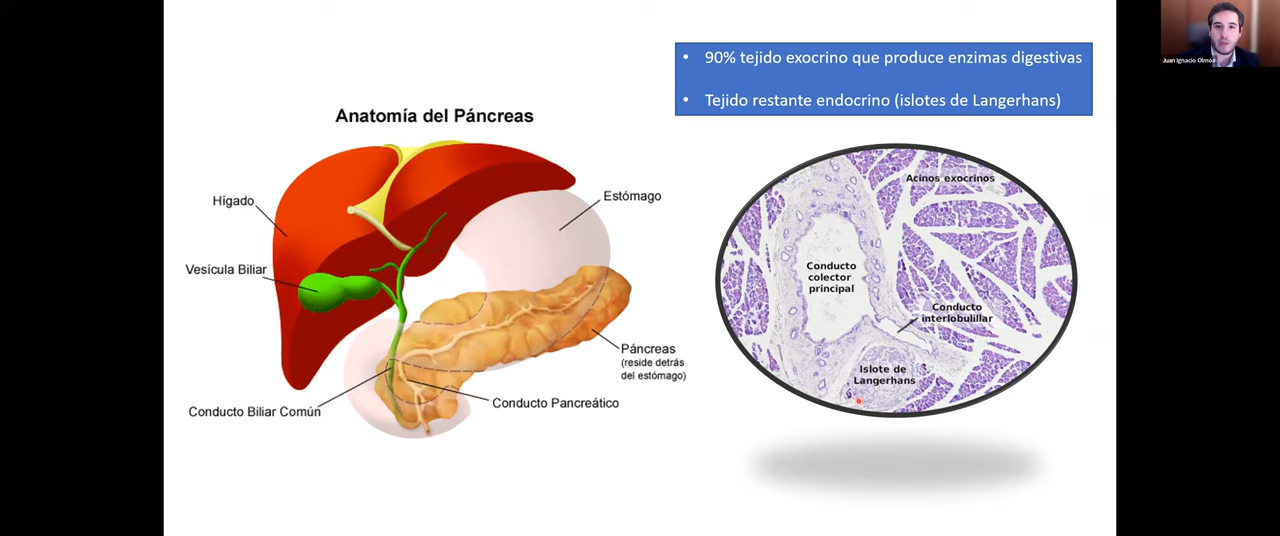 Juan Ignacio Olmos
• 90% tejido exocrino que produce enzimas digestivas
• Tejido restante endocrino (islotes de Langerhans)
Anatomía del Páncreas
Hígado
Estómago
Vesícula Biliar
Páncreas
(reside detrás
del estómago)
Conducto Biliar Común
Conducto Pancreático
Acinos exocrinos
Conducto
colector
principal
Conducto
interlobulillar
Islote de
Langerhans